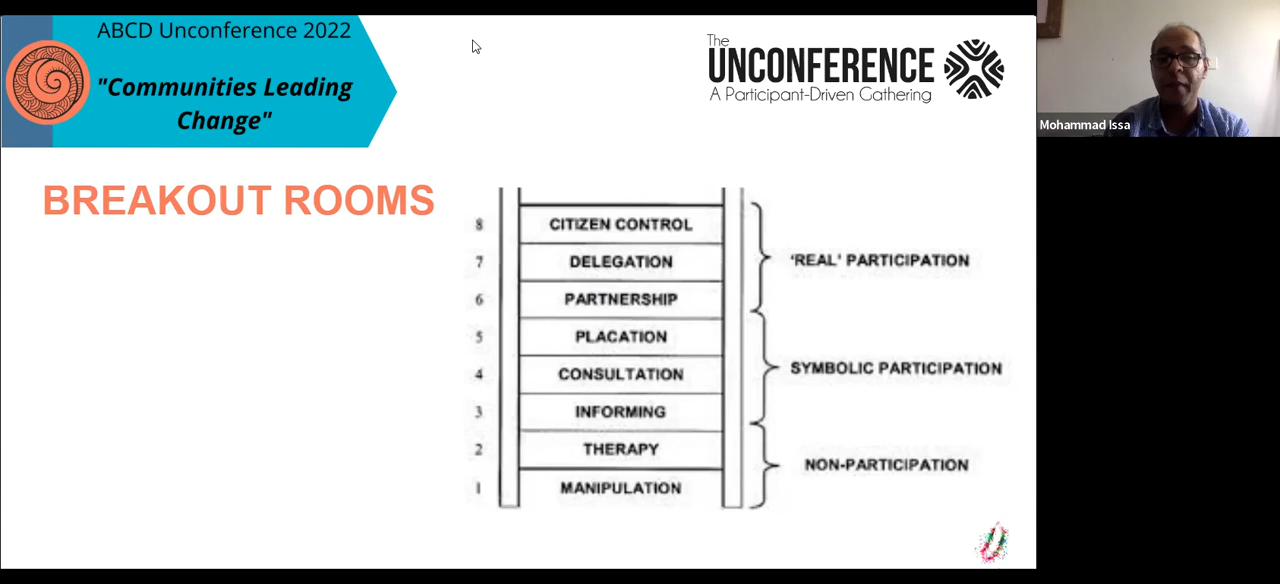 ABCD Unconference 2022
"Communities Leading
Change"
The
UNCONFERENCE
A Participant-Driven Gathering
Mohammad Issa
BREAKOUT ROOMS
8 CITIZEN CONTROL
7 DELEGATION
6 PARTNERSHIP
5 PLACATION
4 CONSULTATION
3 INFORMING
2 THERAPY
1 MANIPULATION
‘REAL’ PARTICIPATION
SYMBOLIC PARTICIPATION
NON-PARTICIPATION